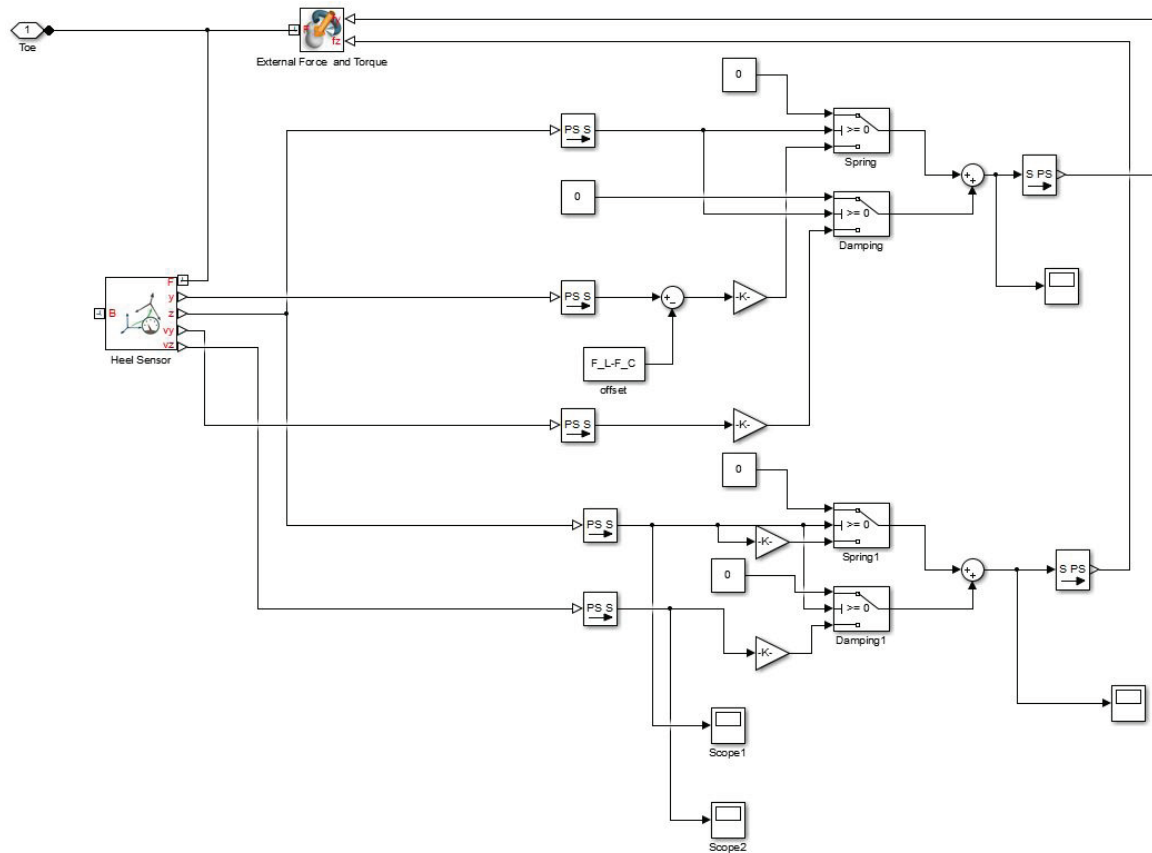 1
Toe
F
fy
fz
External Force and Torque
0
PS S
>= 0
Spring
+
+
S PS
0
>= 0
Damping
B
F
y
z
vy
vz
Heel Sensor
PS S
+
-
-K-
F_L-F_C
offset
PS S
-K-
0
PS S
-K-
>= 0
Spring1
+
+
S PS
0
PS S
-K-
>= 0
Damping1
Scope1
Scope2